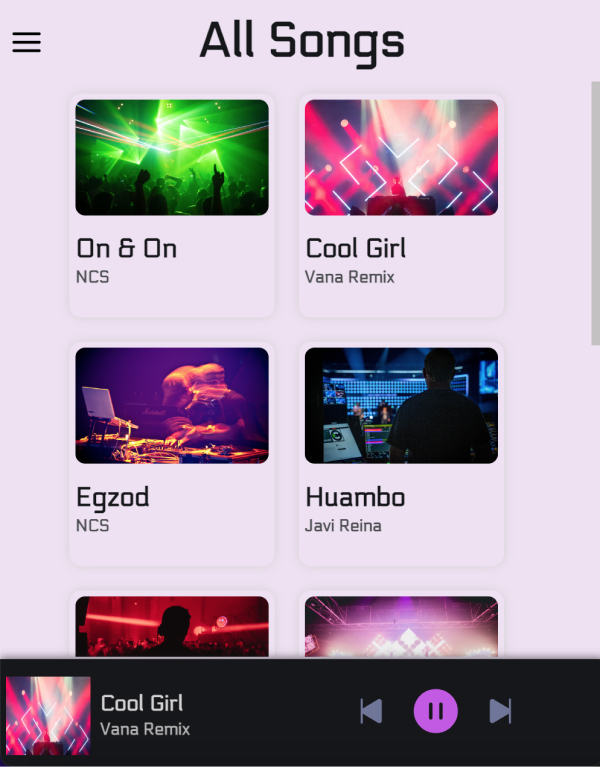 All Songs
On & On
NCS
Cool Girl
Vana Remix
Egzod
NCS
Huambo
Javi Reina
Cool Girl
Vana Remix